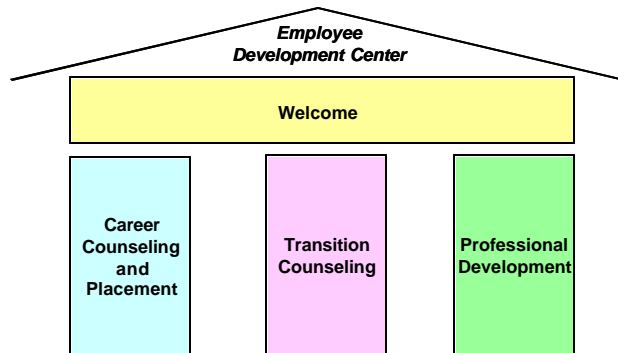 Employee
Development Center
Welcome
Career
Counseling
and
Placement
Transition
Counseling
Professional
Development